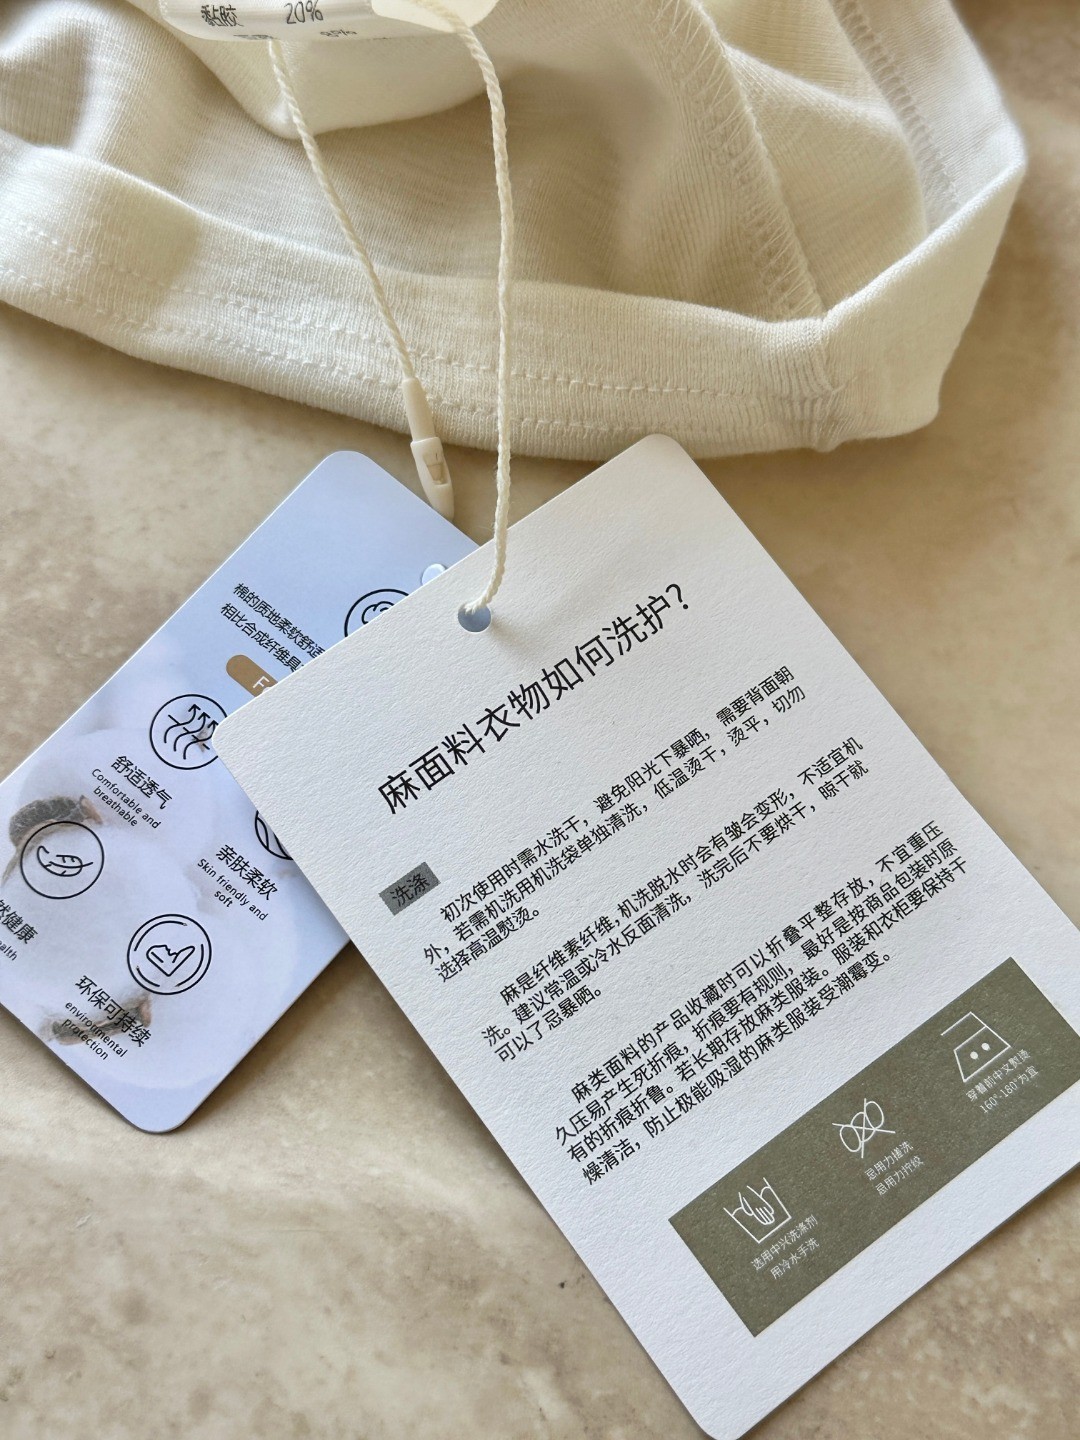 黏胶 20%
8%
棉的质地柔软舒适
相比合成纤维具
舒适透气
Comfortable and
breathable
亲肤柔软
Skin friendly and
soft
然健康
alth
环保可持续
environmental
protection
麻面料衣物如何洗护?
洗涤
初次使用时需水洗干，避免阳光下暴晒，需要背面朝
外，若需机洗用机洗袋单独清洗，低温烫干，烫平，切勿
选择高温熨烫。
麻是纤维素纤维,机洗脱水时会有皱会变形，不适宜机
洗。建议常温或冷水反面清洗，洗完后不要烘干，晾干就
可以了忌暴晒。
麻类面料的产品收藏时可以折叠平整存放，不宜重压
久压易产生死折痕，折痕要有规则，最好是按商品包装时原
有的折痕折鲁。若长期存放麻类服装。服装和衣柜要保持干
燥清洁，防止极能吸湿的麻类服装受潮霉变。
选用中兴洗涤剂
用冷水手洗
忌用力搓洗
忌用力拧绞
穿着前中文熨烫
160°-180°为宜